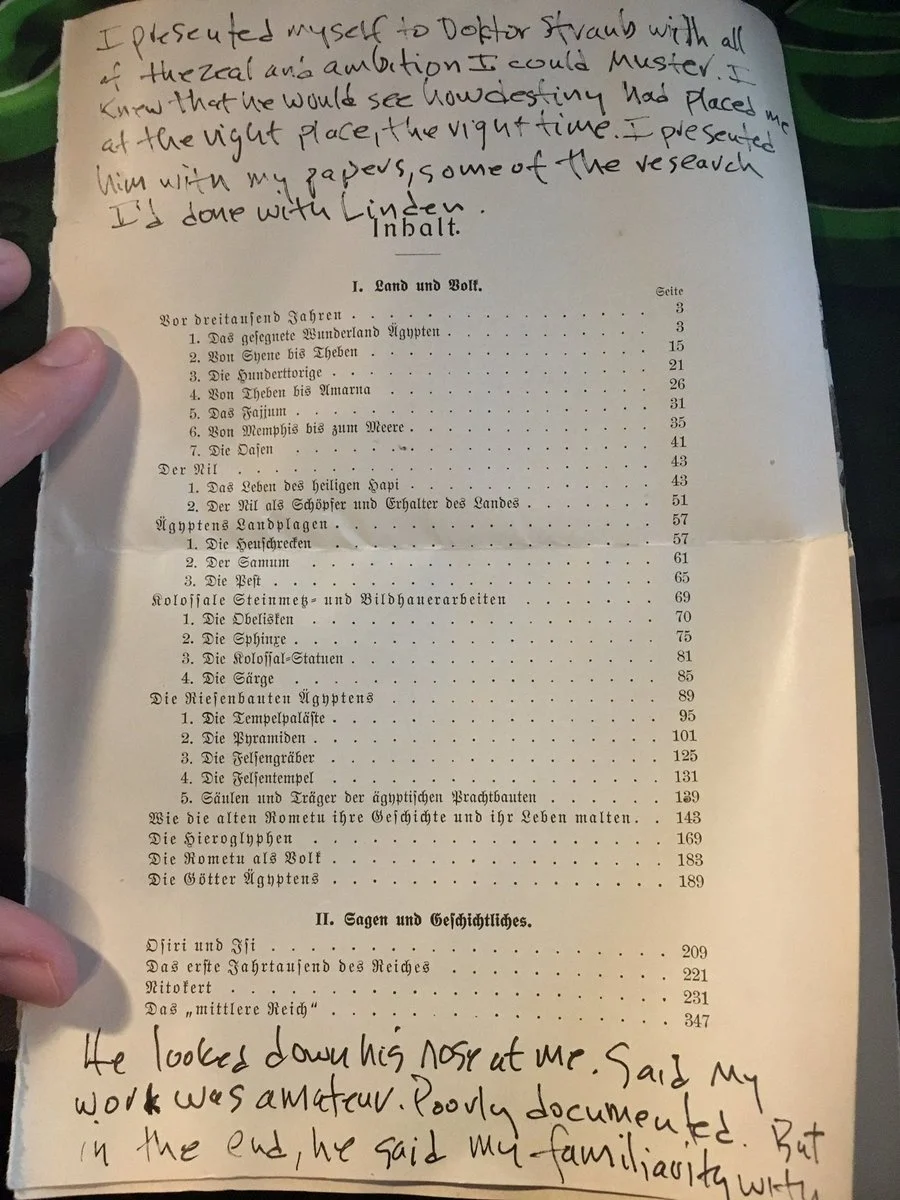 I presented myself to Doktor Straub with all
of the zeal and ambition I could muster. I
knew that he would see how destiny had placed me
at the right place, the right time. I presented
him with my papers, some of the research
I'd done with Linden.
Inhalt.
I. Land und Volk.
Seite
Vor dreitausend Jahren . . . . . . . . . . . . . . . 3
1. Das gesegnete Wunderland Ägypten . . . . . . . . . . 3
2. Von Syene bis Theben . . . . . . . . . . . . . 15
3. Die Hunderttorige . . . . . . . . . . . . . . 21
4. Von Theben bis Amarna . . . . . . . . . . . . 26
5. Das Fajjum . . . . . . . . . . . . . . . . 31
6. Von Memphis bis zum Meere . . . . . . . . . . . 35
7. Die Oasen . . . . . . . . . . . . . . . . 41
Der Nil . . . . . . . . . . . . . . . . . . . 43
1. Das Leben des heiligen Hapi . . . . . . . . . . . 43
2. Der Nil als Schöpfer und Erhalter des Landes . . . . . . 51
Ägyptens Landplagen . . . . . . . . . . . . . . . 57
1. Die Heuschrecken . . . . . . . . . . . . . . 57
2. Der Samum . . . . . . . . . . . . . . . . 61
3. Die Pest . . . . . . . . . . . . . . . . . 65
Kolossale Steinmetz- und Bildhauerarbeiten . . . . . . . 69
1. Die Obelisken . . . . . . . . . . . . . . . 70
2. Die Sphinxe . . . . . . . . . . . . . . . . 75
3. Die Kolossal-Statuen . . . . . . . . . . . . . 81
4. Die Särge . . . . . . . . . . . . . . . . 85
Die Riesenbauten Ägyptens . . . . . . . . . . . . . 89
1. Die Tempelpaläste . . . . . . . . . . . . . . 95
2. Die Pyramiden . . . . . . . . . . . . . . . 101
3. Die Felsengräber . . . . . . . . . . . . . . 125
4. Die Felsentempel . . . . . . . . . . . . . . 131
5. Säulen und Träger der ägyptischen Prachtbauten . . . . . . 139
Wie die alten Rometu ihre Geschichte und ihr Leben malten. . 143
Die Hieroglyphen . . . . . . . . . . . . . . . . 169
Die Rometu als Volk . . . . . . . . . . . . . . . 183
Die Götter Ägyptens . . . . . . . . . . . . . . . 189
II. Sagen und Geschichtliches.
Osiri und Isi . . . . . . . . . . . . . . . . . 209
Das erste Jahrtausend des Reiches . . . . . . . . . . 221
Nitokert . . . . . . . . . . . . . . . . . . . 231
Das „mittlere Reich“ . . . . . . . . . . . . . . . 347
He looked down his nose at me. Said my
work was amateur. Poorly documented. But
in the end, he said my familiarity with